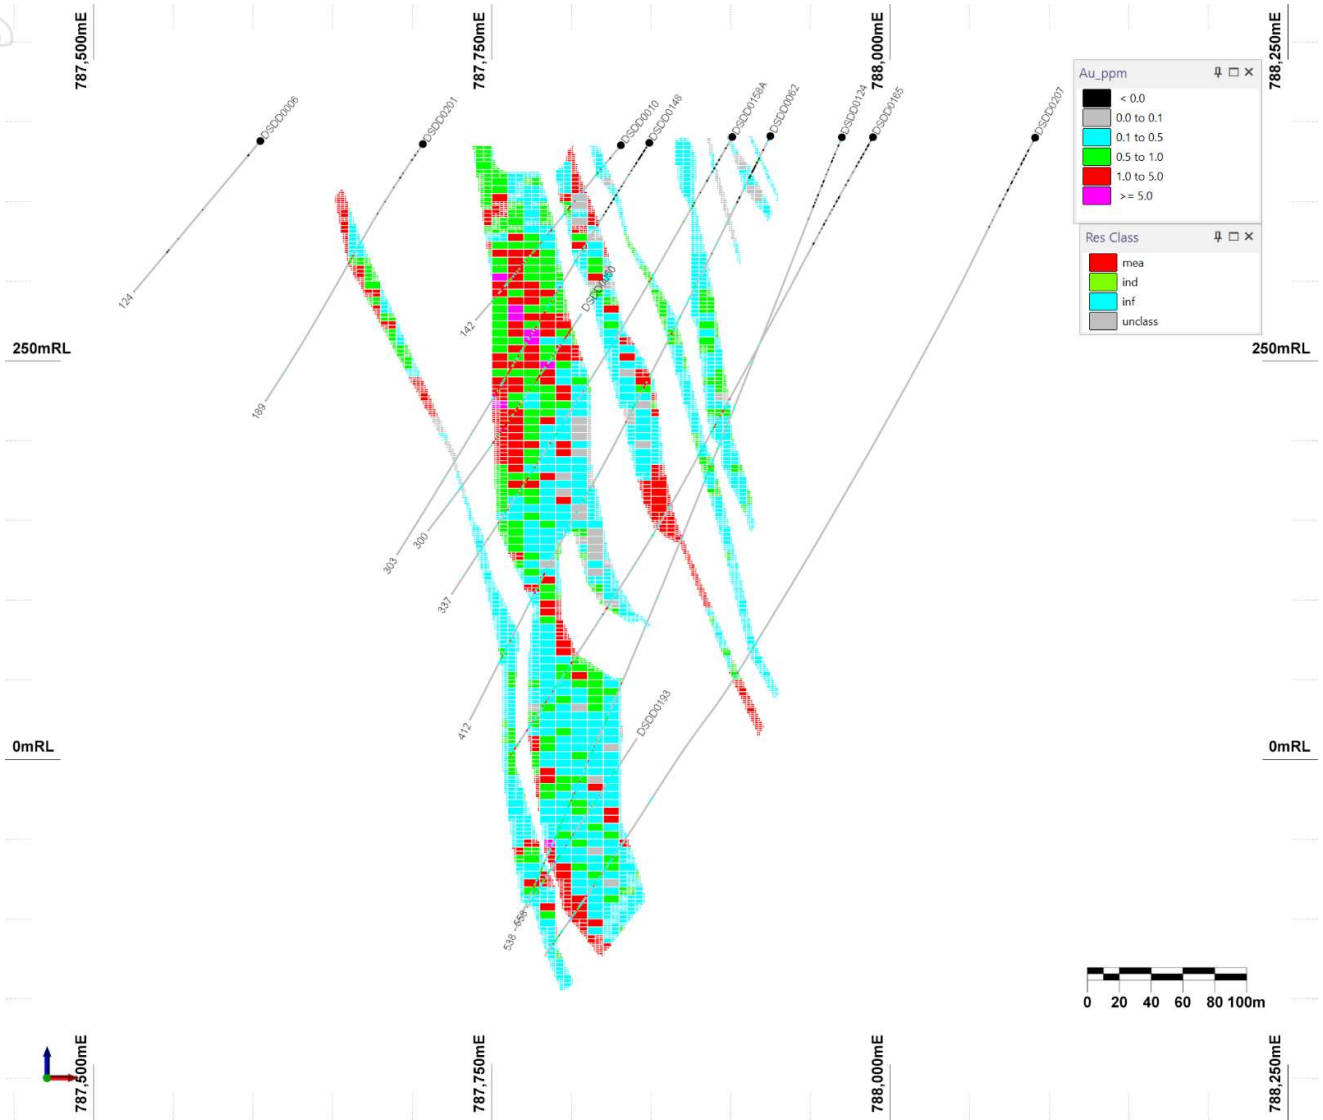 787,500mE
787,750mE
788,000mE
788,250mE
Au_ppm
< 0.0
0.0 to 0.1
0.1 to 0.5
0.5 to 1.0
1.0 to 5.0
>= 5.0
Res Class
mea
ind
inf
unclass
DSDD0006
DSDD0201
DSDD0010
DSDD0148
DSDD0158A
DSDD0062
DSDD0124
DSDD0165
DSDD0207
124
142
250mRL
250mRL
189
303
300
337
412
DSDD0193
0mRL
0mRL
538
0 20 40 60 80 100m
787,500mE
787,750mE
788,000mE
788,250mE